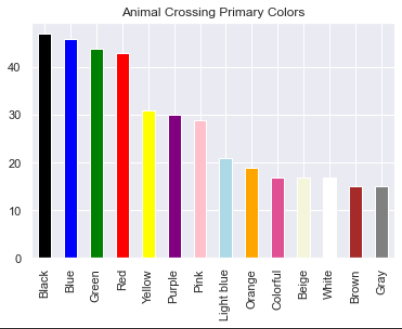 Animal Crossing Primary Colors
40
30
20
10
0
Black
Blue
Green
Red
Yellow
Purple
Pink
Light blue
Orange
Colorful
Beige
White
Brown
Gray